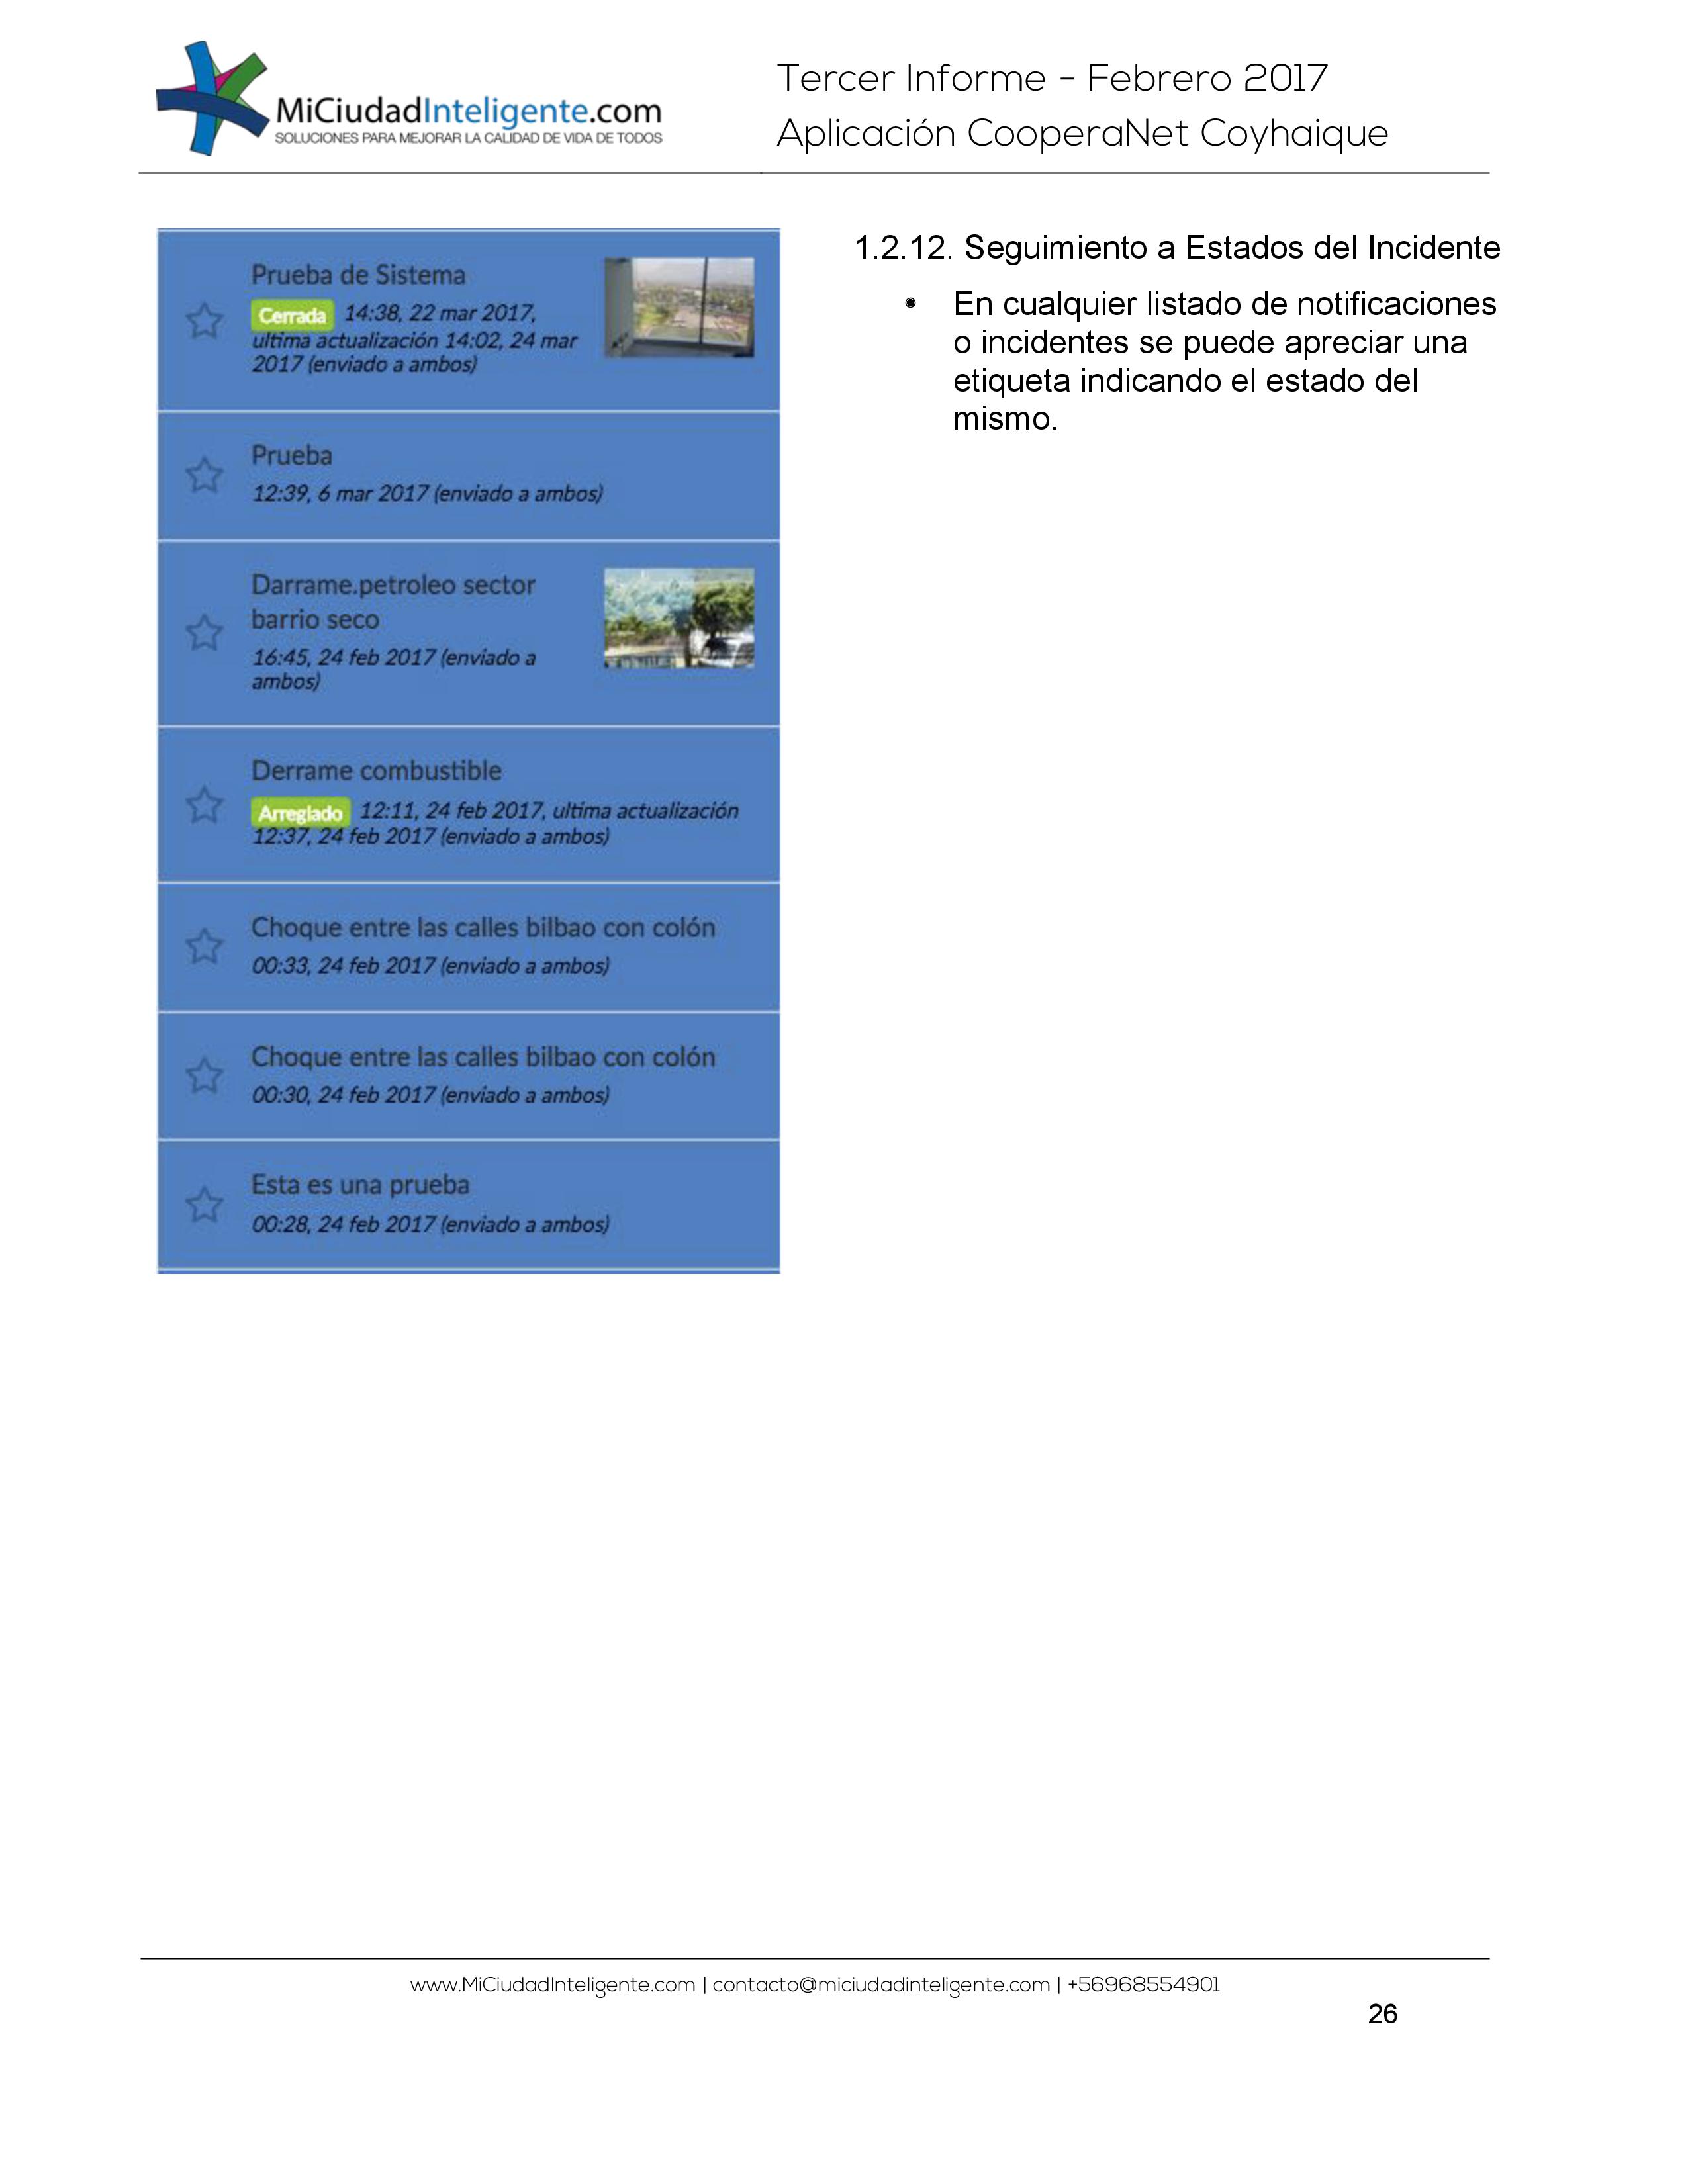 MiCiudadInteligente.com
SOLUCIONES PARA MEJORAR LA CALIDAD DE VIDA DE TODOS
Tercer Informe - Febrero 2017
Aplicación CooperaNet Coyhaique
Prueba de Sistema
Cerrada 14:38, 22 mar 2017,
ultima actualización 14:02, 24 mar
2017 (enviado a ambos)
Prueba
12:39, 6 mar 2017 (enviado a ambos)
Darrame.petroleo sector
barrio seco
16:45, 24 feb 2017 (enviado a
ambos)
Derrame combustible
Arreglado 12:11, 24 feb 2017, ultima actualización
12:37, 24 feb 2017 (enviado a ambos)
Choque entre las calles bilbao con colón
00:33, 24 feb 2017 (enviado a ambos)
Choque entre las calles bilbao con colón
00:30, 24 feb 2017 (enviado a ambos)
Esta es una prueba
00:28, 24 feb 2017 (enviado a ambos)
1.2.12. Seguimiento a Estados del Incidente
• En cualquier listado de notificaciones
o incidentes se puede apreciar una
etiqueta indicando el estado del
mismo.
www.MiCiudadInteligente.com | contacto@miciudadinteligente.com | +56968554901
26